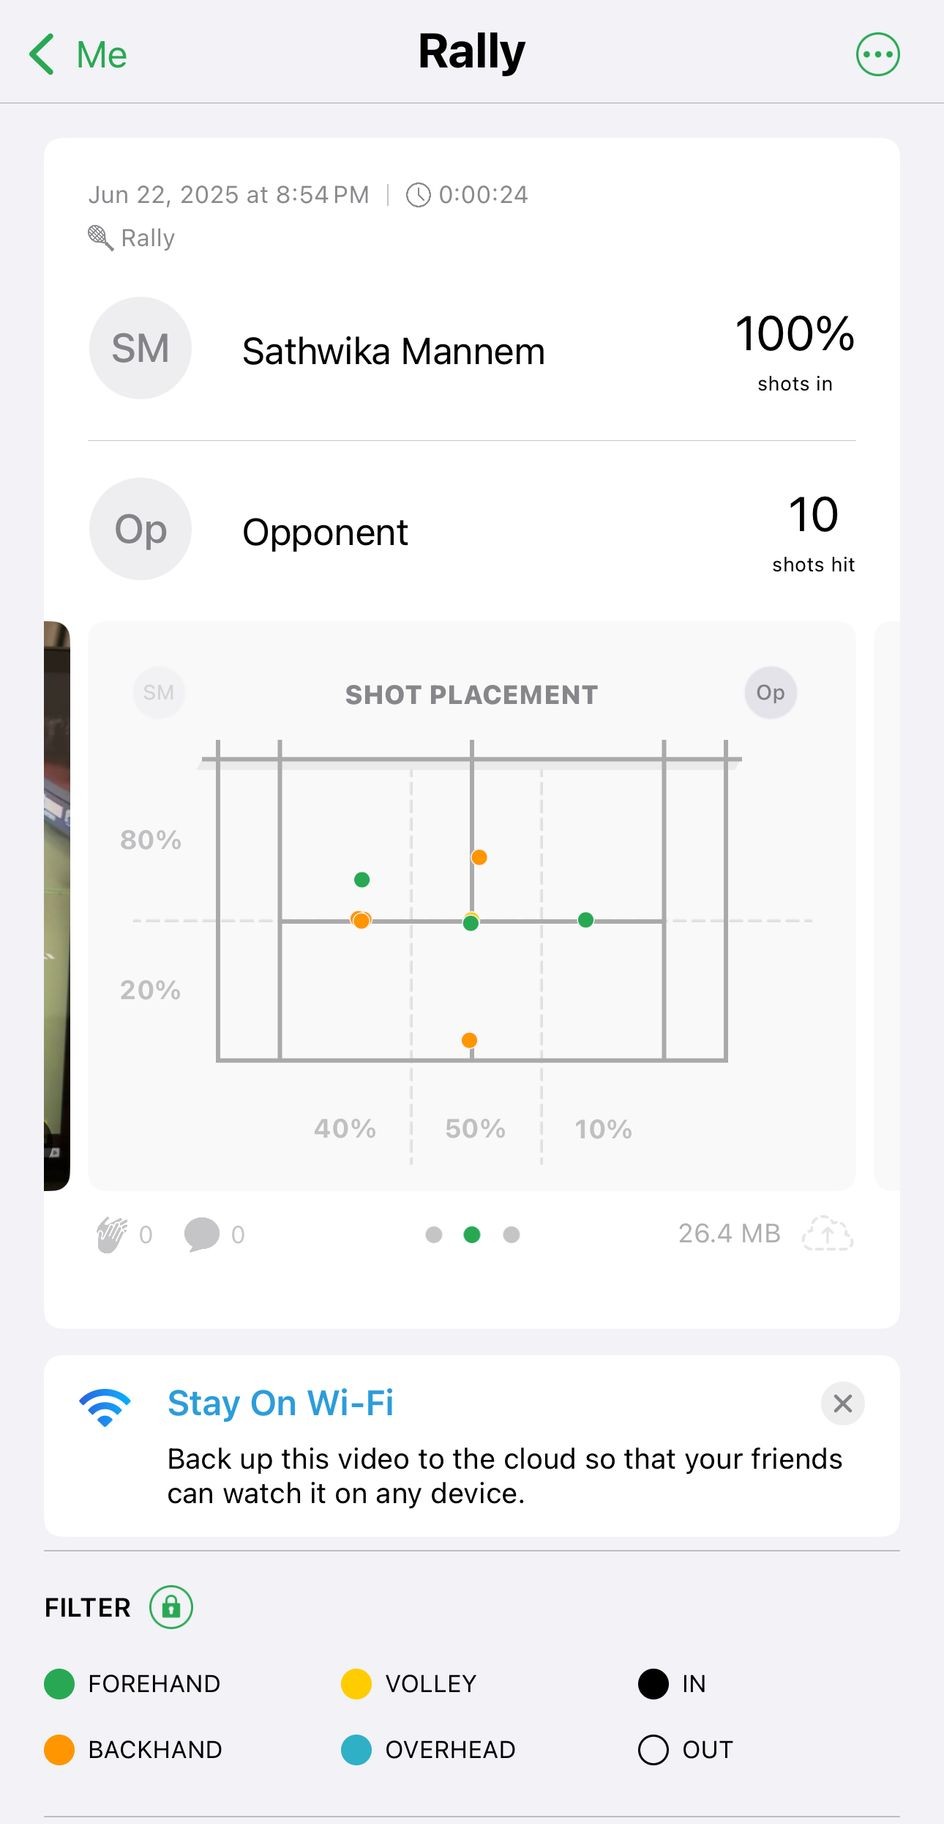 Me
Rally
Jun 22, 2025 at 8:54 PM | 0:00:24
Rally
SM
Sathwika Mannem
100%
shots in
Op
Opponent
10
shots hit
SM
SHOT PLACEMENT
Op
80%
20%
40%
50%
10%
0
0
26.4 MB
Stay On Wi-Fi
Back up this video to the cloud so that your friends
can watch it on any device.
FILTER
FOREHAND
VOLLEY
IN
BACKHAND
OVERHEAD
OUT